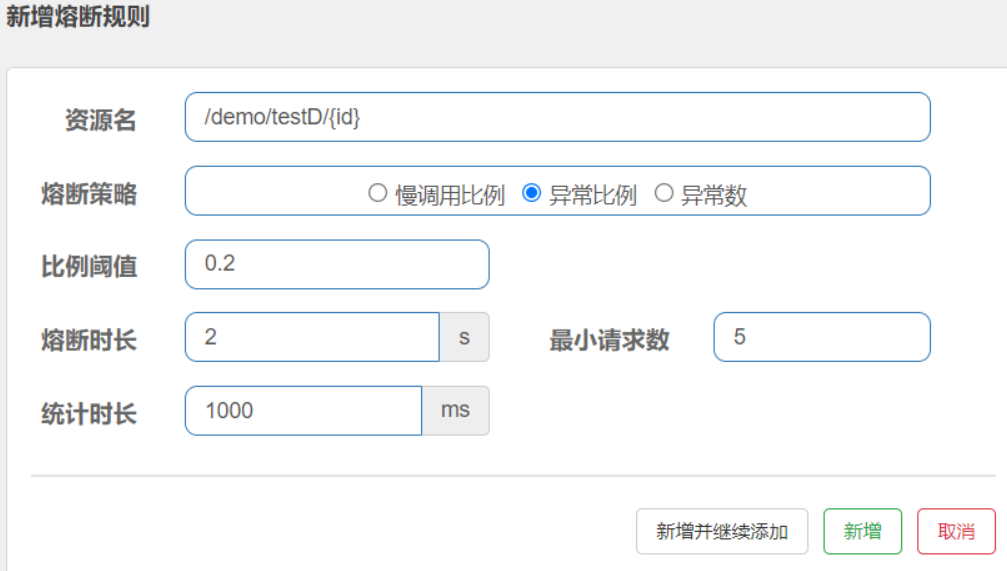 新增熔断规则
资源名 /demo/testD/{id}
熔断策略 慢调用比例 异常比例 异常数
比例阈值 0.2
熔断时长 2 s 最小请求数 5
统计时长 1000 ms
新增并继续添加 新增 取消